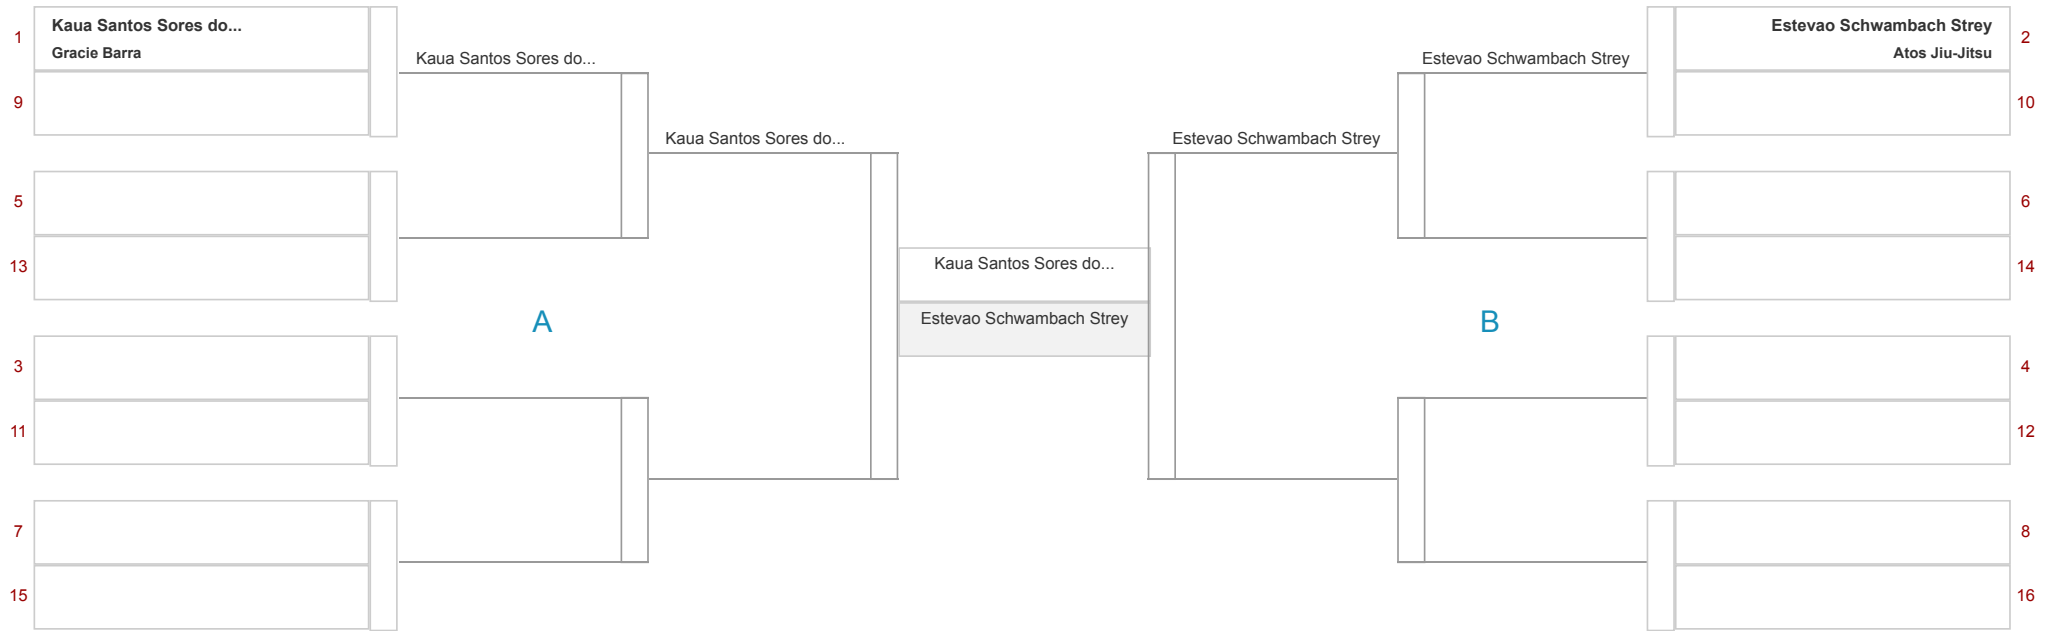 1
Kaua Santos Sores do...
Gracie Barra
9
5
13
3
11
7
15
Kaua Santos Sores do...
Kaua Santos Sores do...
A
Kaua Santos Sores do...
Estevao Schwambach Strey
Estevao Schwambach Strey
Estevao Schwambach Strey
B
Estevao Schwambach Strey
Atos Jiu-Jitsu
2
10
6
14
4
12
8
16